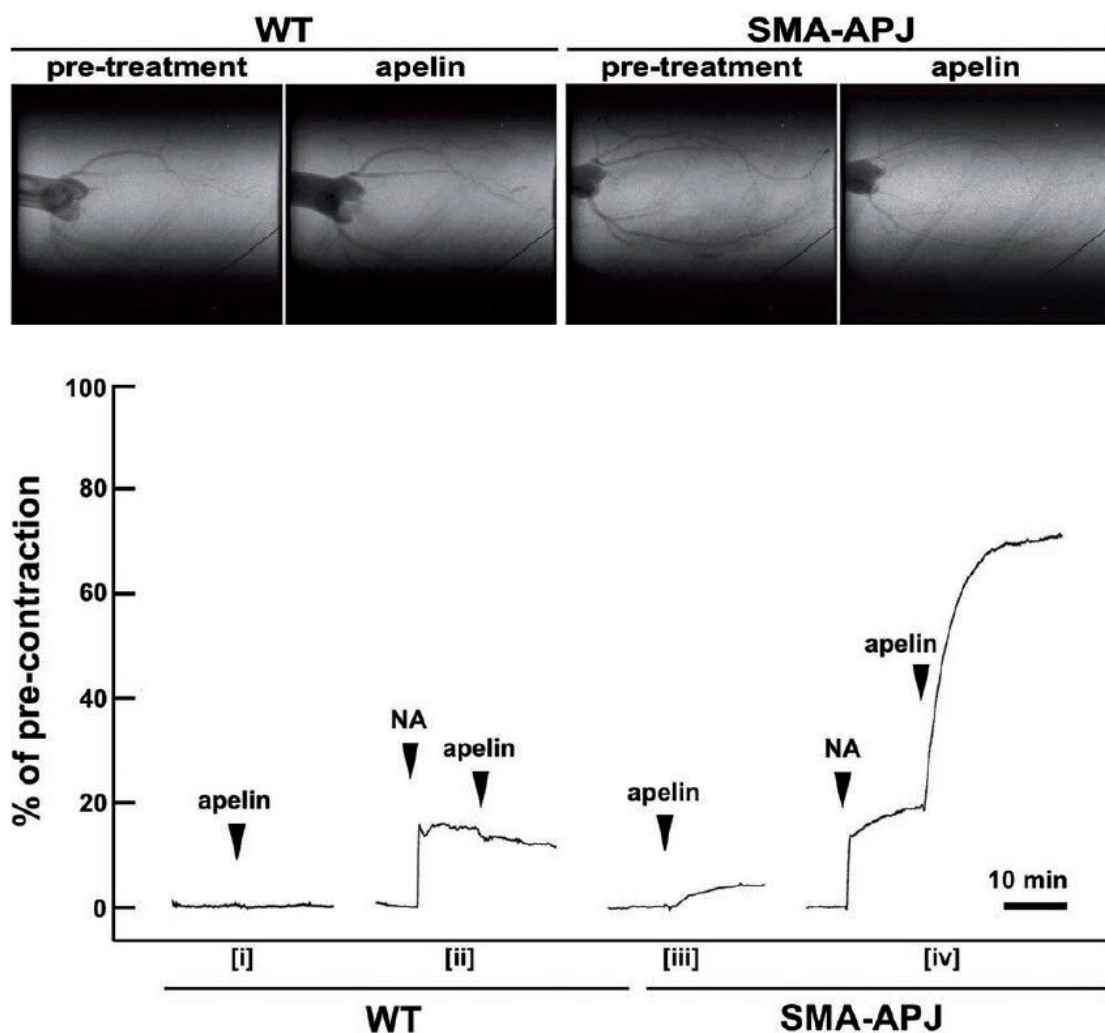 WT SMA-APJ
pre-treatment apelin pre-treatment apelin
% of pre-contraction
100
80
60
40
20
0
apelin
NA
apelin
apelin
NA
apelin
10 min
[i] [ii] [iii] [iv]
WT SMA-APJ